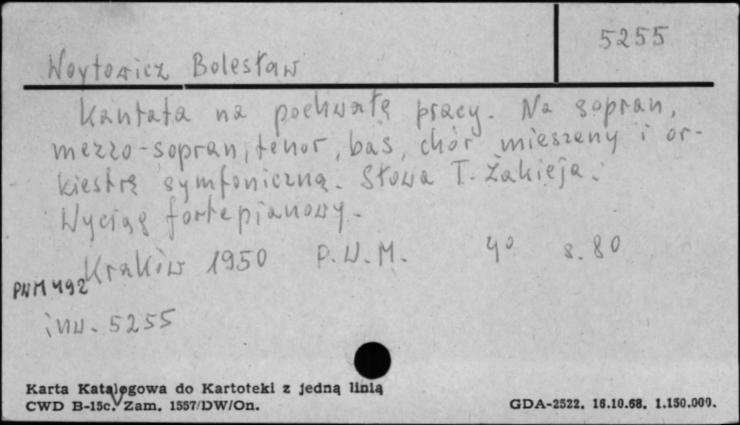 5255
Woytowicz Bolesław
Kantata na pochwałę pracy. Na sopran,
mezzo-sopran, tenor, bas, chór mieszany i or-
kiestrę symfoniczną. Słowa T. Żakieja.
Wyciąg fortepianowy.
Kraków 1950 P.W.M. 4° s. 80
PWM 492
inw. 5255
Karta Katalogowa do Kartoteki z jedną linią
CWD B-15c. Zam. 1557/DW/On.
GDA-2522. 16.10.68. 1.150.000.